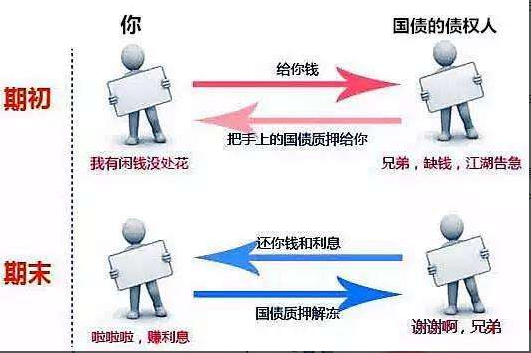 你
国债的债权人
期初
给你钱
把手上的国债质押给你
我有闲钱没处花
兄弟，缺钱，江湖告急
期末
还你钱和利息
国债质押解冻
啦啦啦，赚利息
谢谢啊，兄弟